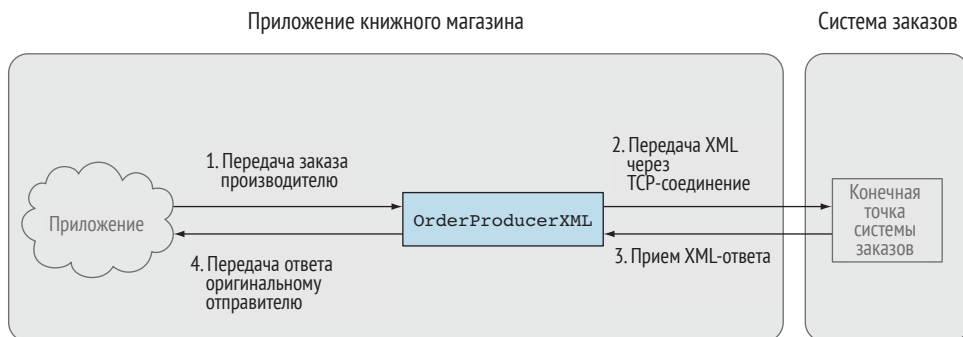 Приложение книжного магазина
Система заказов
1. Передача заказа
производителю
2. Передача XML
через
TCP-соединение
Приложение
OrderProducerXML
Конечная
точка
системы
заказов
4. Передача ответа
оригинальному
отправителю
3. Прием XML-ответа